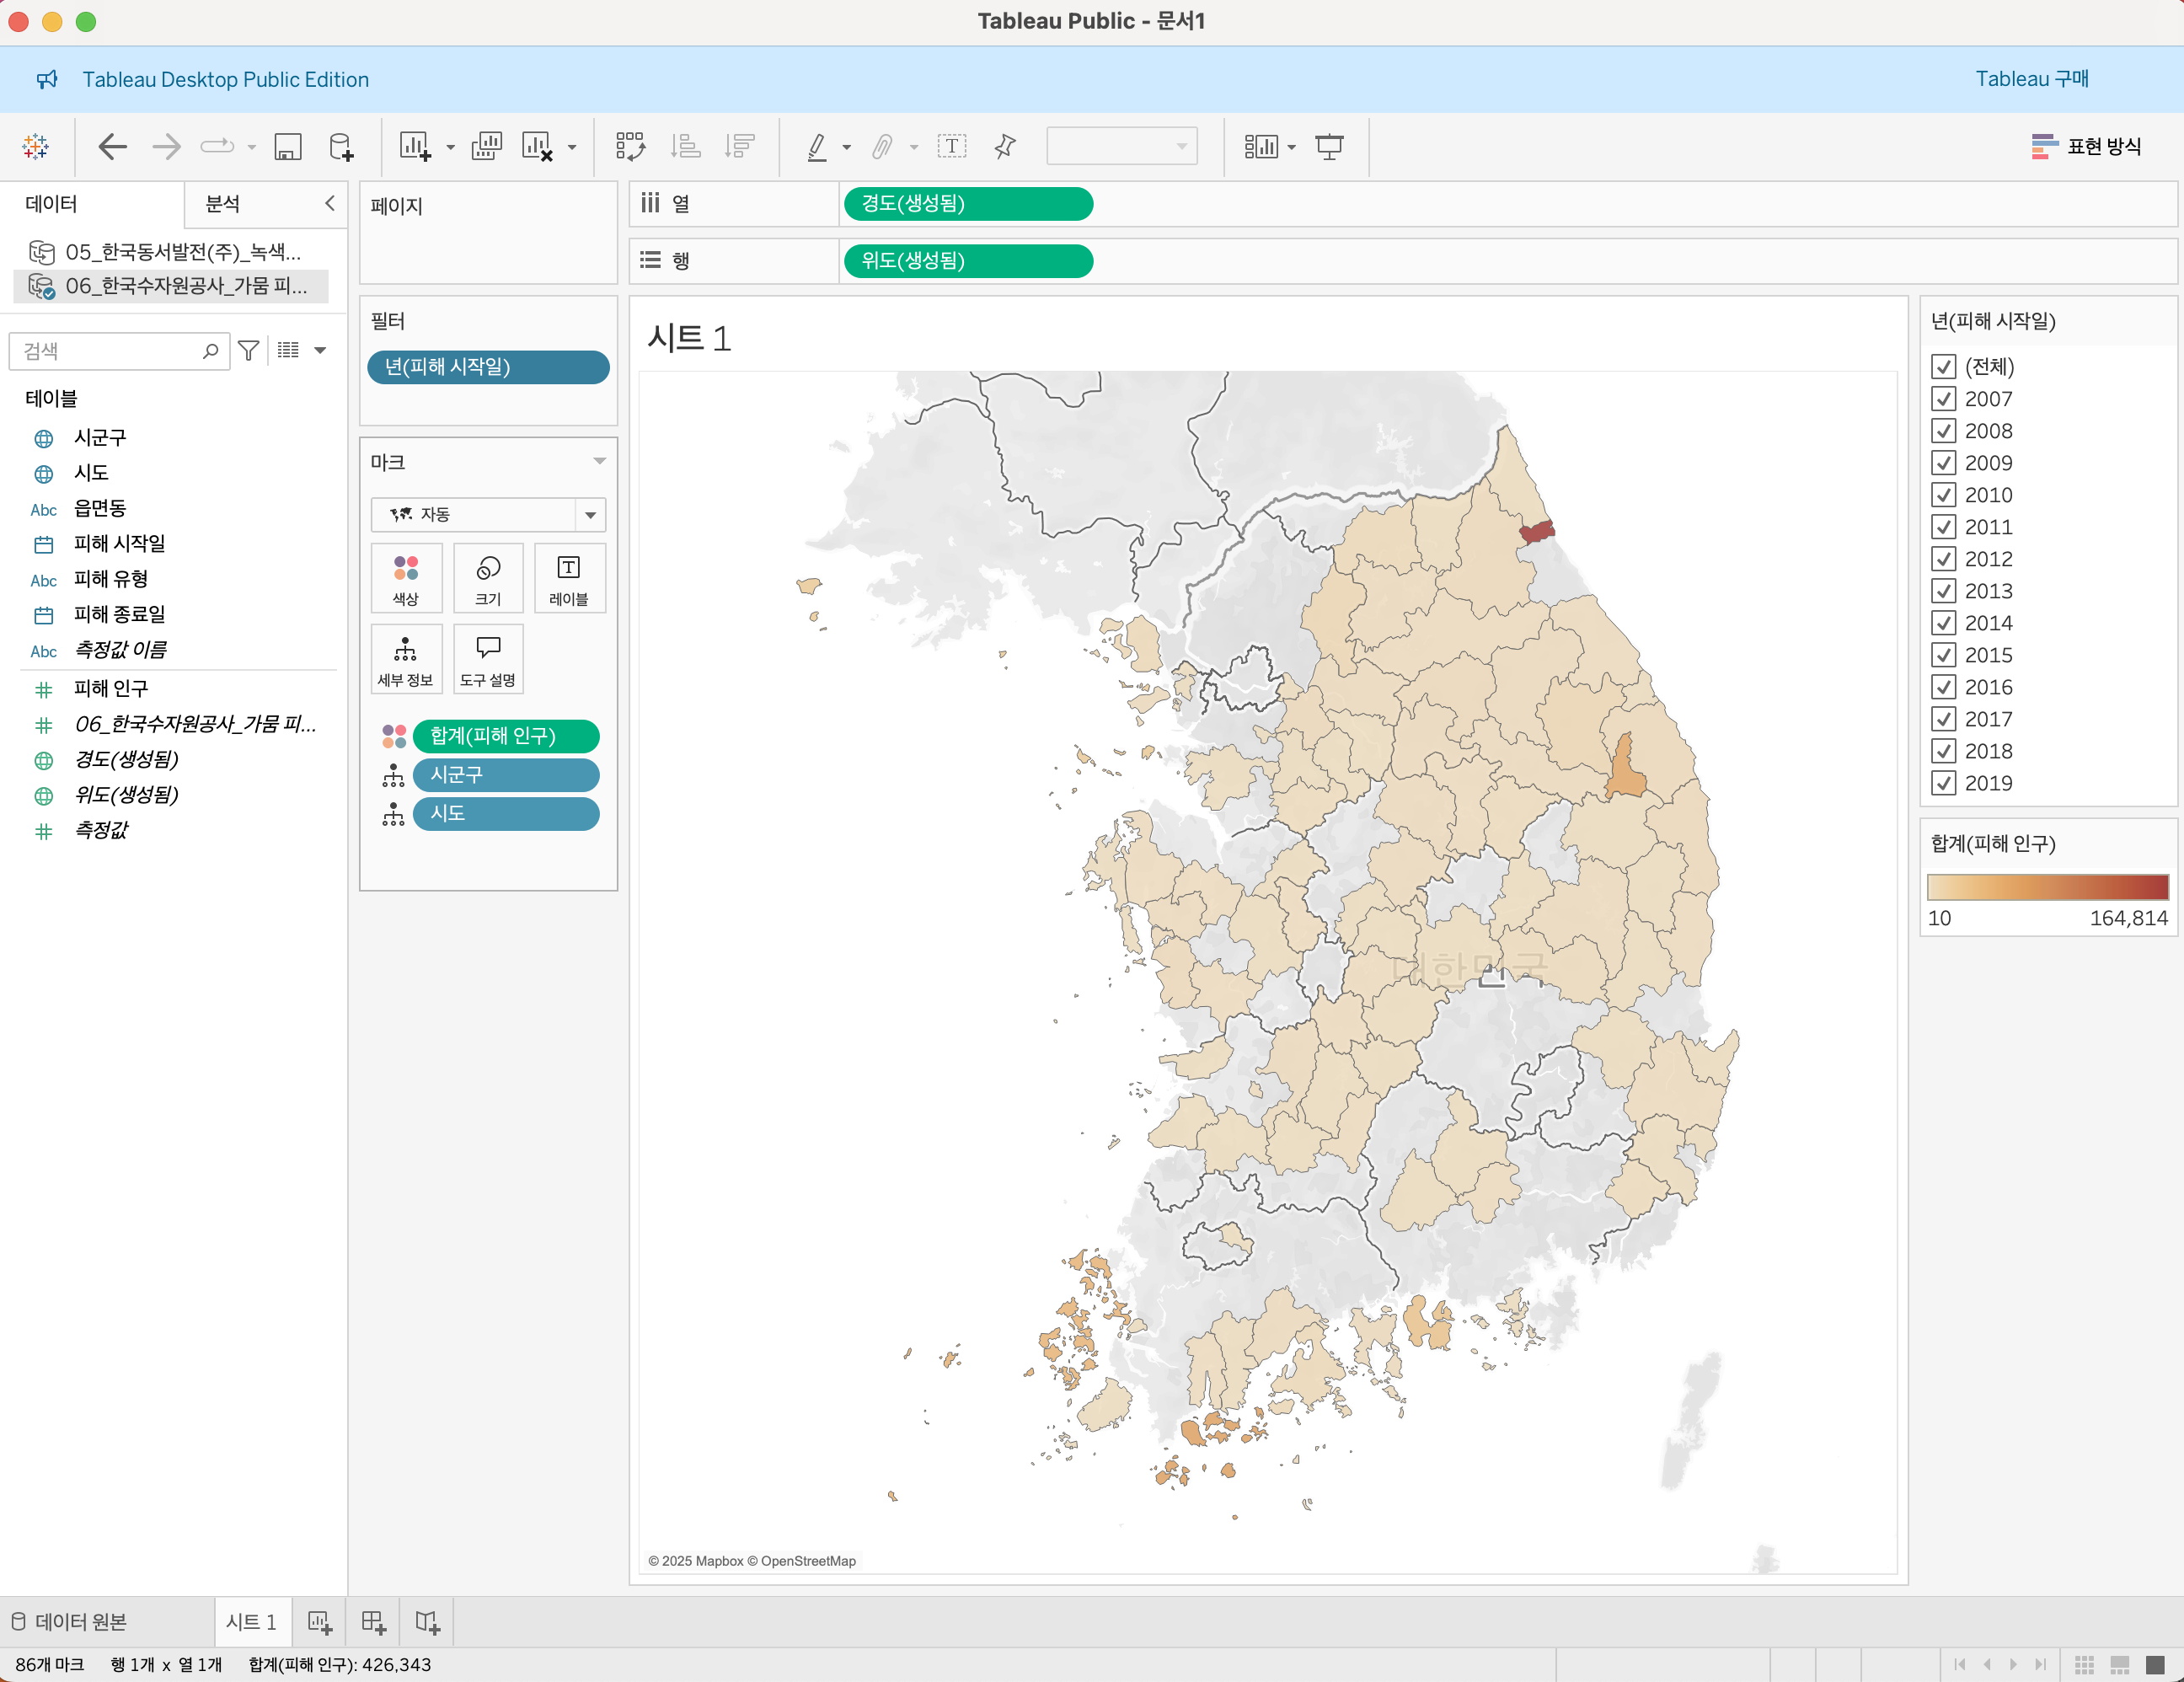 Tableau Public - 문서1
Tableau Desktop Public Edition
Tableau 구매
표현 방식
데이터
분석
05_한국동서발전(주)_녹색...
06_한국수자원공사_가뭄 피...
검색
테이블
시군구
시도
Abc 읍면동
피해 시작일
Abc 피해 유형
피해 종료일
Abc 측정값 이름
피해 인구
06_한국수자원공사_가뭄 피...
경도(생성됨)
위도(생성됨)
측정값
페이지
필터
년(피해 시작일)
마크
자동
색상
크기
레이블
세부 정보
도구 설명
합계(피해 인구)
시군구
시도
열
경도(생성됨)
행
위도(생성됨)
시트 1
대한민국
© 2025 Mapbox © OpenStreetMap
년(피해 시작일)
(전체)
2007
2008
2009
2010
2011
2012
2013
2014
2015
2016
2017
2018
2019
합계(피해 인구)
10
164,814
데이터 원본
시트 1
86개 마크
행 1개 x 열 1개
합계(피해 인구): 426,343